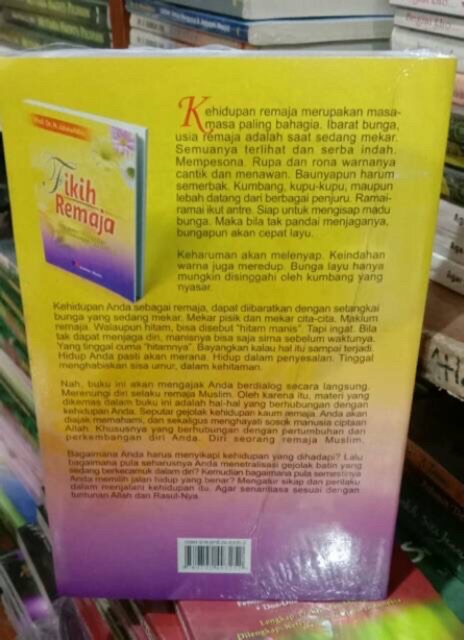 Kehidupan remaja merupakan masa-
masa paling bahagia. Ibarat bunga,
usia remaja adalah saat sedang mekar.
Semuanya terlihat dan serba indah.
Mempesona. Rupa dan rona warnanya
cantik dan menawan. Baunyapun harum
semerbak. Kumbang, kupu-kupu, maupun
lebah datang dari berbagai penjuru. Ramai-
ramai ikut antre. Siap untuk mengisap madu
bunga. Maka bila tak pandai menjaganya,
bungapun akan cepat layu.
Keharuman akan melenyap. Keindahan
warna juga meredup. Bunga layu hanya
mungkin disinggahi oleh kumbang yang
nyasar.
Fikih
Remaja
Kehidupan Anda sebagai remaja, dapat diibaratkan dengan setangkai
bunga yang sedang mekar. Mekar pisik dan mekar cita-cita. Maklum
remaja. Walaupun hitam, bisa disebut "hitam manis". Tapi ingat. Bila
tak dapat menjaga diri, manisnya bisa saja sirna sebelum waktunya.
Yang tinggal cuma "hitamnya". Bayangkan kalau hal itu sampai terjadi.
Hidup Anda pasti akan merana. Hidup dalam penyesalan. Tinggal
menghabiskan sisa umur, dalam kehitaman.
Nah, buku ini akan mengajak Anda berdialog secara langsung.
Merenungi diri selaku remaja Muslim. Oleh karena itu, materi yang
dikemas dalam buku ini adalah hal-hal yang berhubungan dengan
kehidupan Anda. Seputar gejolak kehidupan kaum remaja. Anda akan
diajak memahami, dan sekaligus menghayati sosok manusia ciptaan
Allah. Khususnya yang berhubungan dengan pertumbuhan dan
perkembangan diri Anda. Diri seorang remaja Muslim.
Bagaimana Anda harus menyikapi kehidupan yang dihadapi? Lalu
bagaimana pula seharusnya Anda menetralisasi gejolak batin yang
sedang berkecamuk dalam diri? Kemudian bagaimana pula semestinya
Anda memilih jalan hidup yang benar? Mengatur sikap dan perilaku
dalam menjalani kehidupan itu. Agar senantiasa sesuai dengan
tuntunan Allah dan Rasul-Nya.